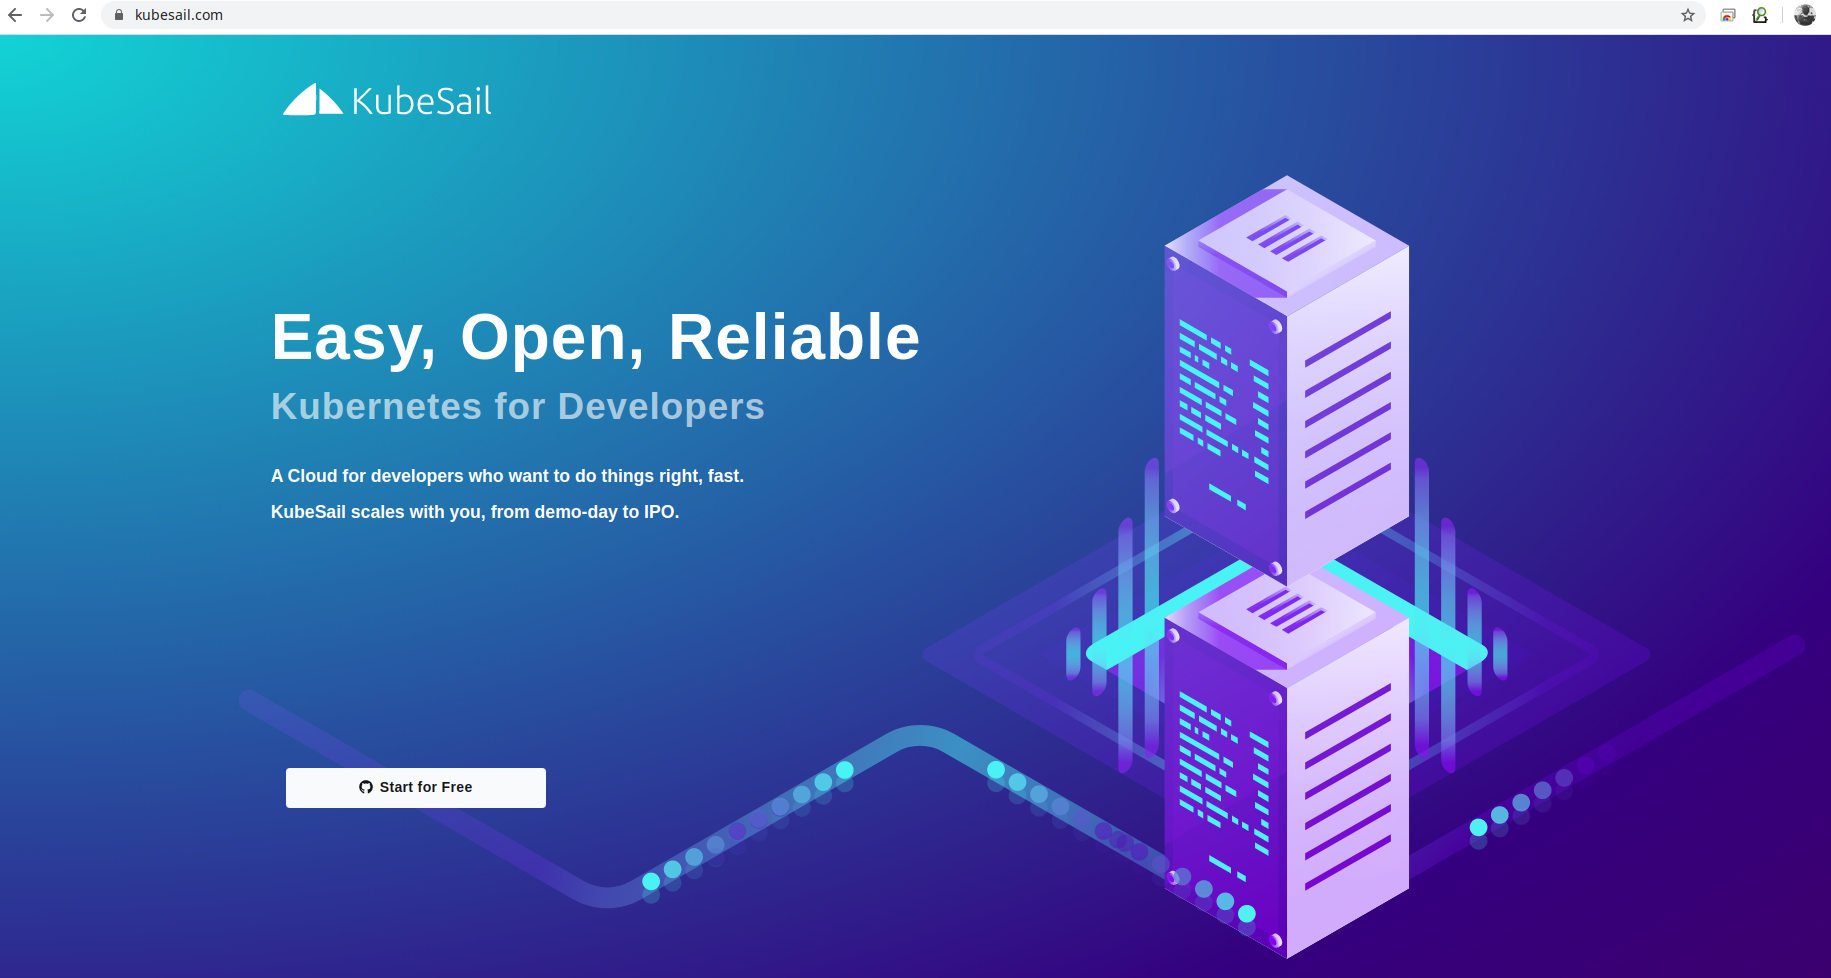 kubesail.com
KubeSail
Easy, Open, Reliable
Kubernetes for Developers
A Cloud for developers who want to do things right, fast.
KubeSail scales with you, from demo-day to IPO.
Start for Free